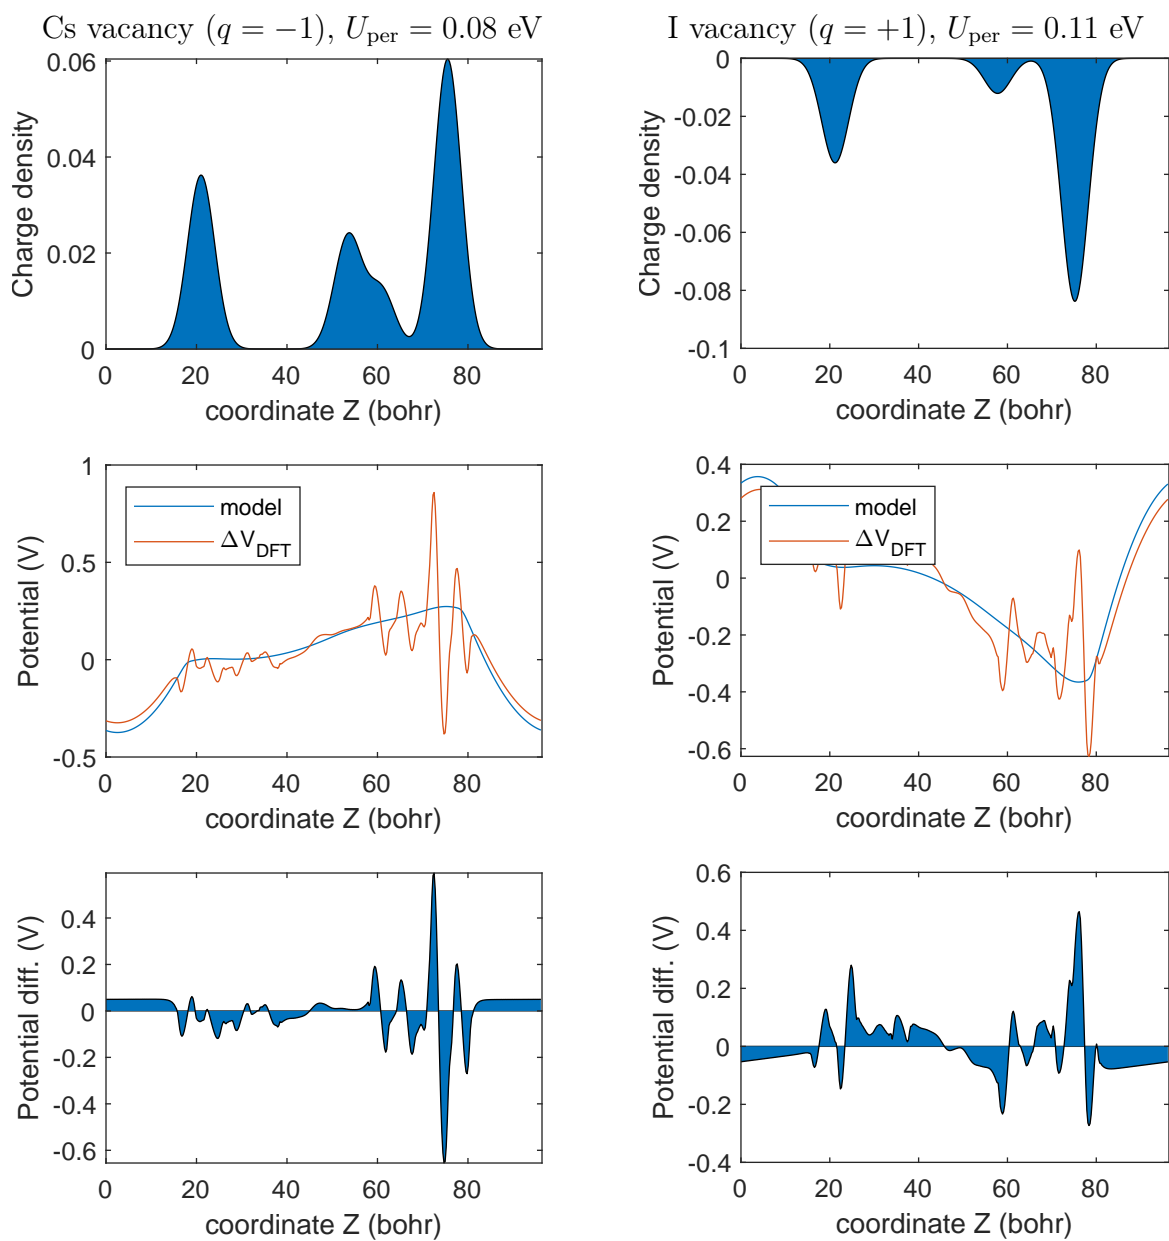 Cs vacancy (q = −1), U_per = 0.08 eV
I vacancy (q = +1), U_per = 0.11 eV
0.06
0.04
0.02
0
Charge density
0 20 40 60 80
coordinate Z (bohr)
0
-0.02
-0.04
-0.06
-0.08
-0.1
Charge density
0 20 40 60 80
coordinate Z (bohr)
1
0.5
0
-0.5
Potential (V)
model
ΔV_DFT
0 20 40 60 80
coordinate Z (bohr)
0.4
0.2
0
-0.2
-0.4
-0.6
Potential (V)
model
ΔV_DFT
0 20 40 60 80
coordinate Z (bohr)
0.4
0.2
0
-0.2
-0.4
-0.6
Potential diff. (V)
0 20 40 60 80
coordinate Z (bohr)
0.6
0.4
0.2
0
-0.2
-0.4
Potential diff. (V)
0 20 40 60 80
coordinate Z (bohr)